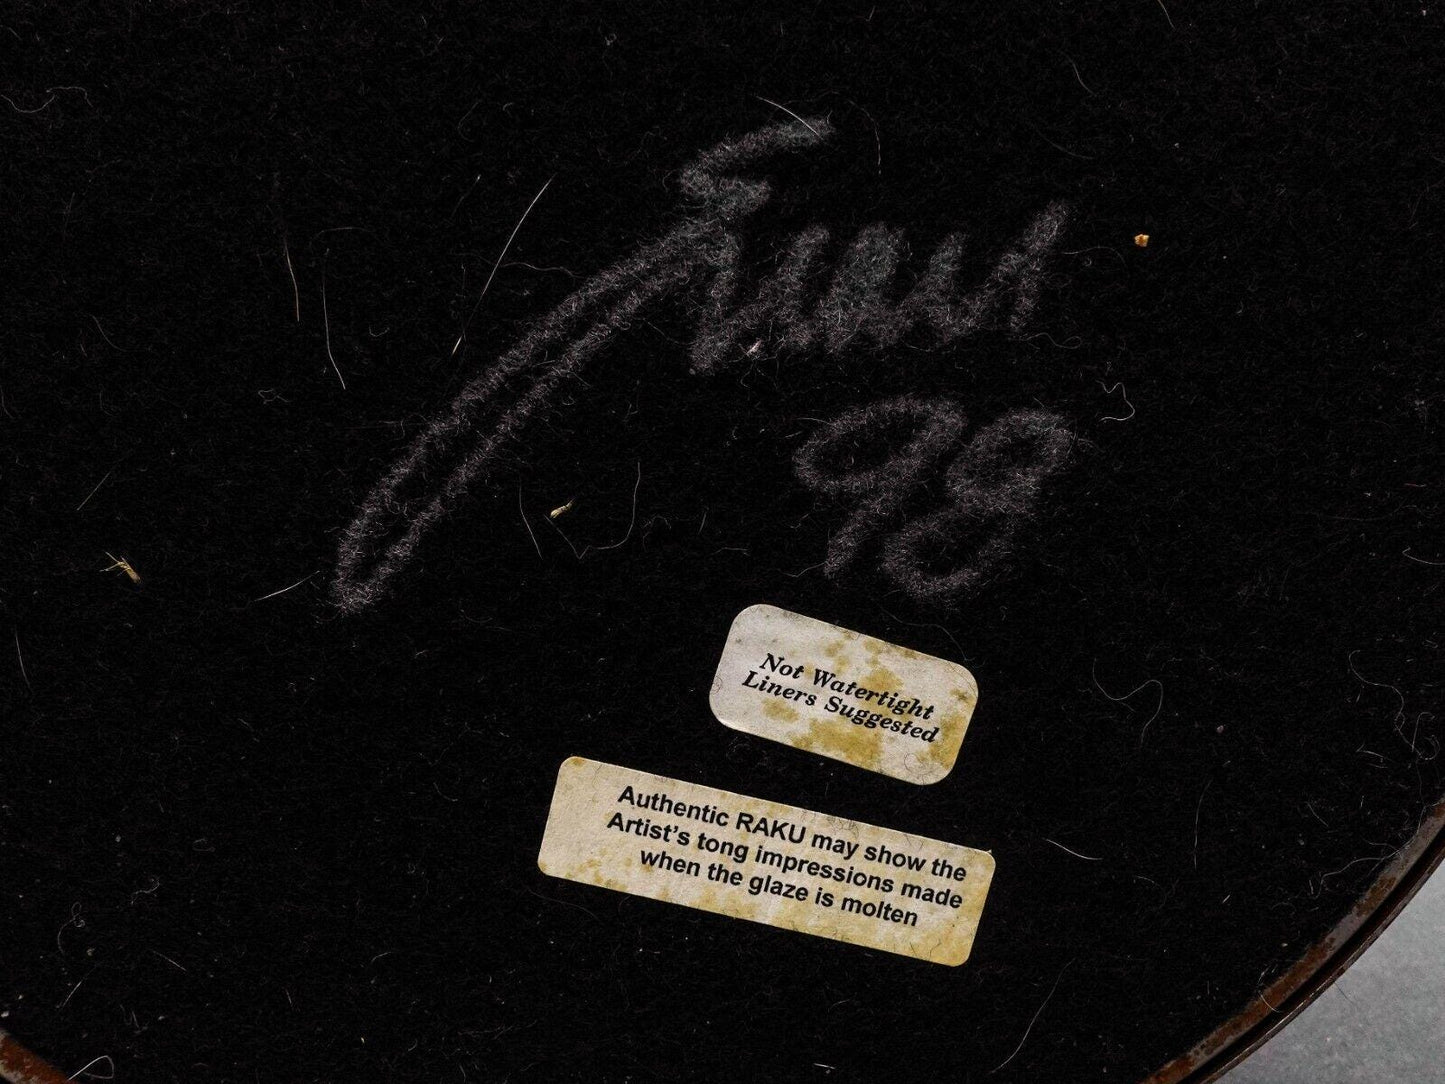 98
Not Watertight
Liners Suggested
Authentic RAKU may show the
Artist's tong impressions made
when the glaze is molten